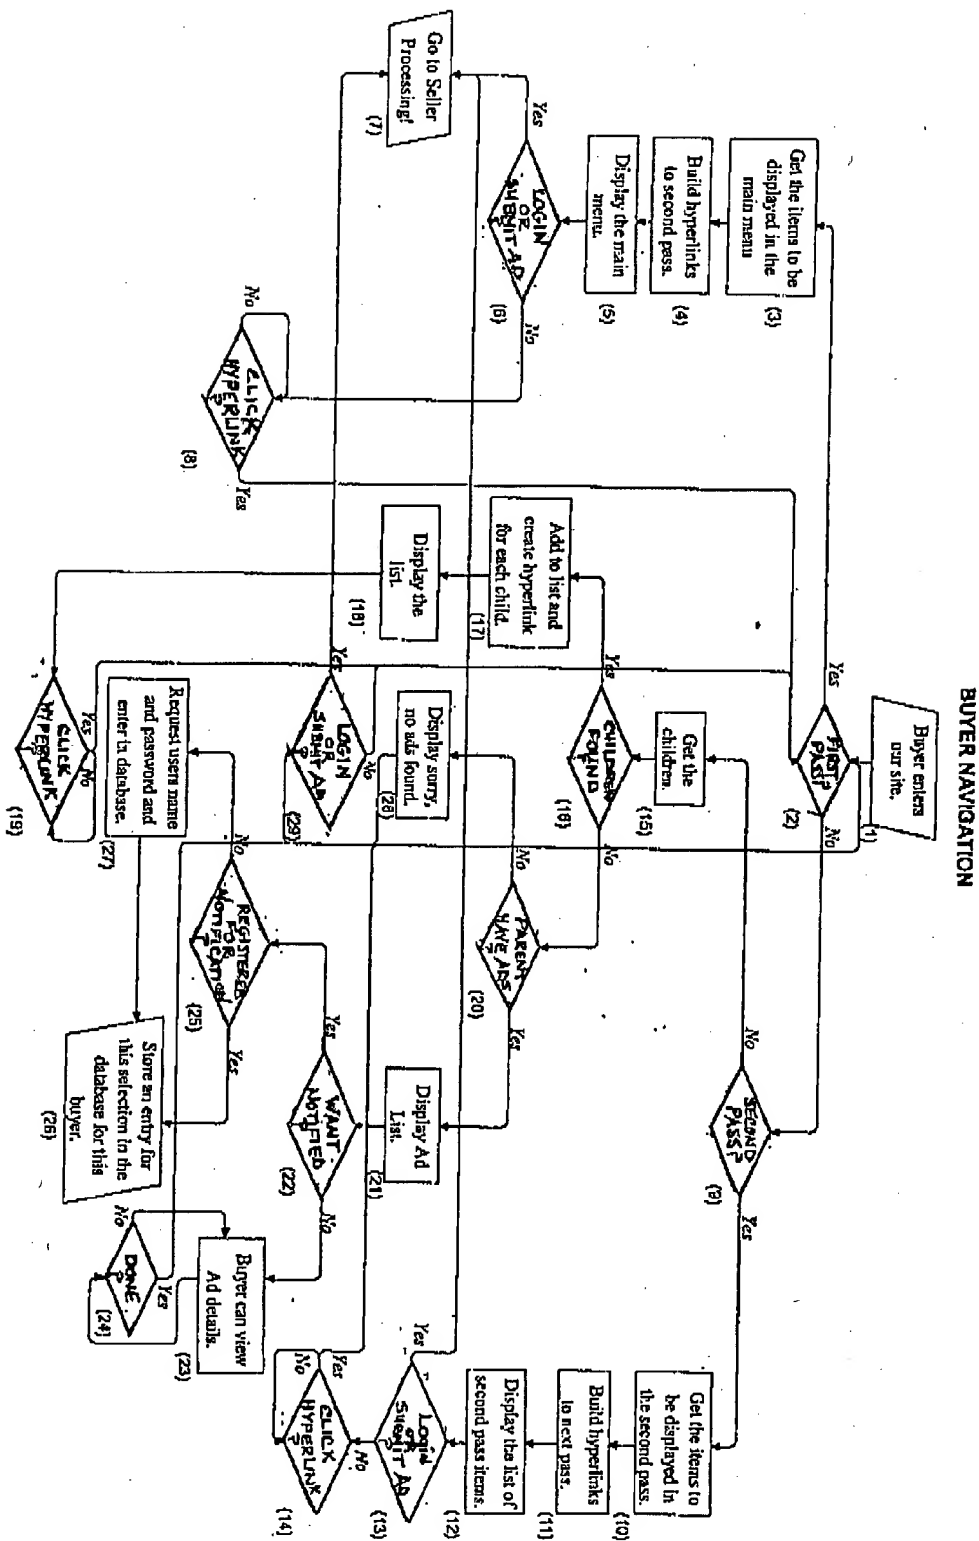 BUYER NAVIGATION
Buyer enters
our site.
(1)
FIRST
PASS?
(2)
Yes
No
Get the items to be
displayed in the
main menu
(3)
Build hyperlinks
to second pass.
(4)
Display the main
menu.
(5)
LOGIN
OR
SUBMIT AD
?
(6)
Yes
No
Go to Seller
Processing!
(7)
CLICK
HYPERLINK
?
(8)
No
Yes
SECOND
PASS?
(9)
No
Yes
Get the items to
be displayed in
the second pass.
(10)
Build hyperlinks
to next pass.
(11)
Display the list of
second pass items.
(12)
LOGIN
OR
SUBMIT AD
?
(13)
Yes
No
CLICK
HYPERLINK
?
(14)
Yes
No
Get the
children.
(15)
CHILDREN
FOUND
?
(16)
Yes
No
Add to list and
create hyperlink
for each child.
(17)
Display the
list.
(18)
CLICK
HYPERLINK
?
(19)
Yes
No
PARENT
HAVE ADS
?
(20)
No
Yes
Display Ad
List.
(21)
WANT
NOTIFIED
?
(22)
Yes
No
Buyer can view
Ad details.
(23)
DONE
?
(24)
No
Yes
REGISTERED
FOR
NOTIFICATION
?
(25)
No
Yes
Store an entry for
this selection in the
database for this
buyer.
(26)
Request users name
and password and
enter in database.
(27)
Display sorry,
no ads found.
(28)
LOGIN
OR
SUBMIT AD
?
(29)
Yes
No